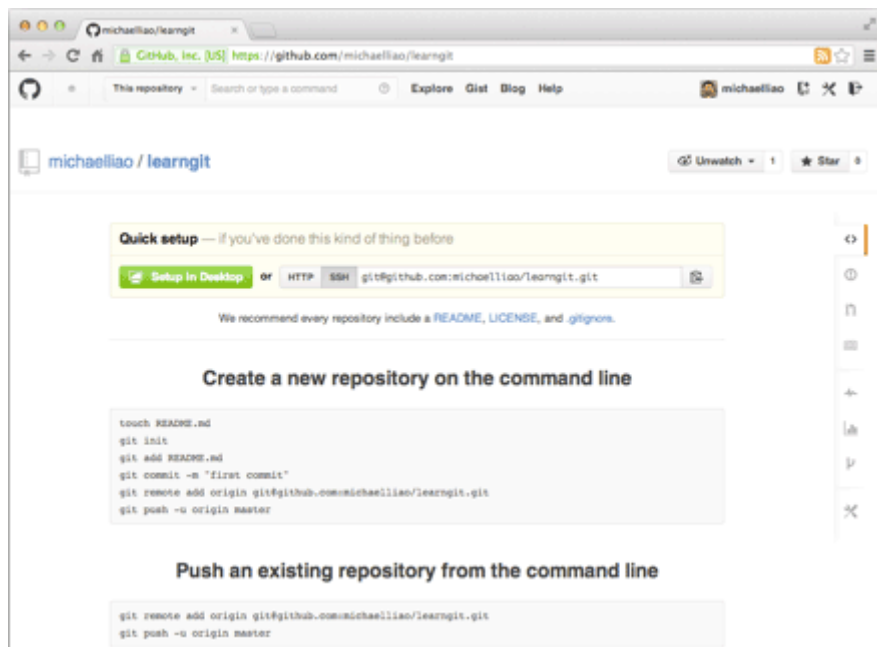 michaelliao/learngit
GitHub, Inc. [US] https://github.com/michaelliao/learngit
This repository Search or type a command Explore Gist Blog Help michaelliao
michaelliao / learngit
Unwatch 1 Star 0
Quick setup — if you've done this kind of thing before
Setup in Desktop or HTTP SSH git@github.com:michaelliao/learngit.git
We recommend every repository include a README, LICENSE, and .gitignore.
Create a new repository on the command line
touch README.md
git init
git add README.md
git commit -m "first commit"
git remote add origin git@github.com:michaelliao/learngit.git
git push -u origin master
Push an existing repository from the command line
git remote add origin git@github.com:michaelliao/learngit.git
git push -u origin master